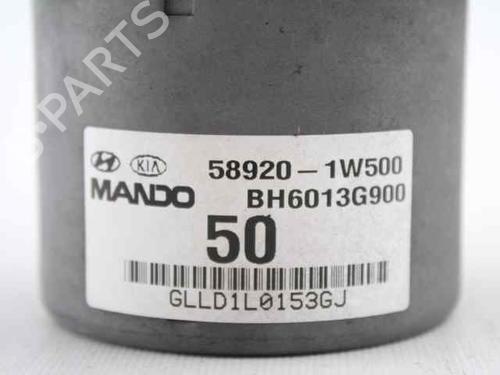 PARTS
KIA 58920-1W500
MANDO BH6013G900
50
GLLD1L0153GJ